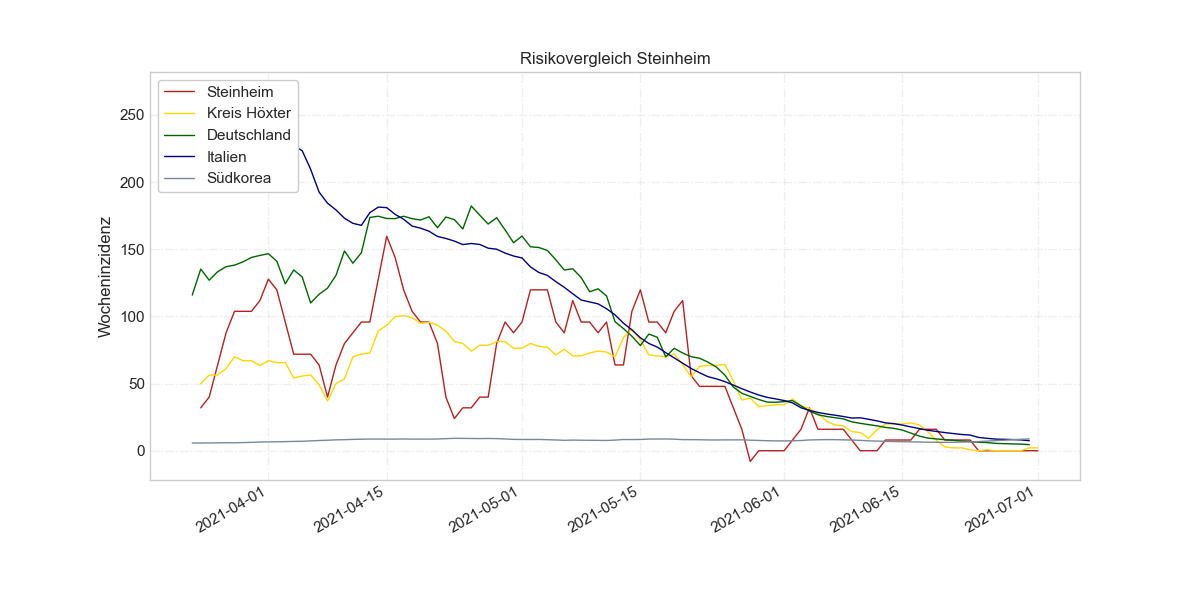 Risikovergleich Steinheim
Steinheim
Kreis Höxter
Deutschland
Italien
Südkorea
Wocheninzidenz
250
200
150
100
50
0
2021-04-01
2021-04-15
2021-05-01
2021-05-15
2021-06-01
2021-06-15
2021-07-01